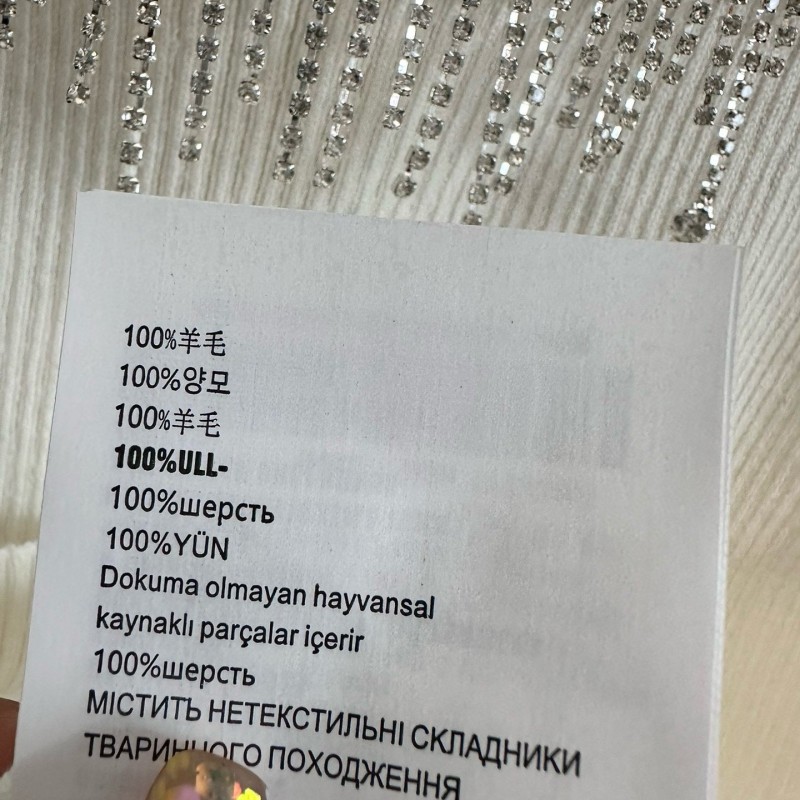 100%羊毛
100%양모
100%羊毛
100%ULL-
100%шерсть
100%YÜN
Dokuma olmayan hayvansal
kaynaklı parçalar içerir
100%шерсть
МІСТИТЬ НЕТЕКСТИЛЬНІ СКЛАДНИКИ
ТВАРИННОГО ПОХОДЖЕННЯ